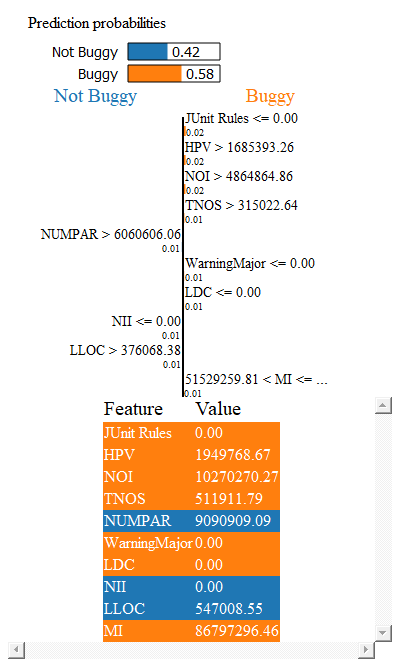 Prediction probabilities
Not Buggy 0.42
Buggy 0.58
Not Buggy Buggy
JUnit Rules <= 0.00
0.02
HPV > 1685393.26
0.02
NOI > 4864864.86
0.02
TNOS > 315022.64
0.01
NUMPAR > 6060606.06
0.01
WarningMajor <= 0.00
0.01
LDC <= 0.00
0.01
NII <= 0.00
0.01
LLOC > 376068.38
0.01
51529259.81 < MI <= ...
0.01
Feature Value
JUnit Rules 0.00
HPV 1949768.67
NOI 10270270.27
TNOS 511911.79
NUMPAR 9090909.09
WarningMajor 0.00
LDC 0.00
NII 0.00
LLOC 547008.55
MI 86797296.46